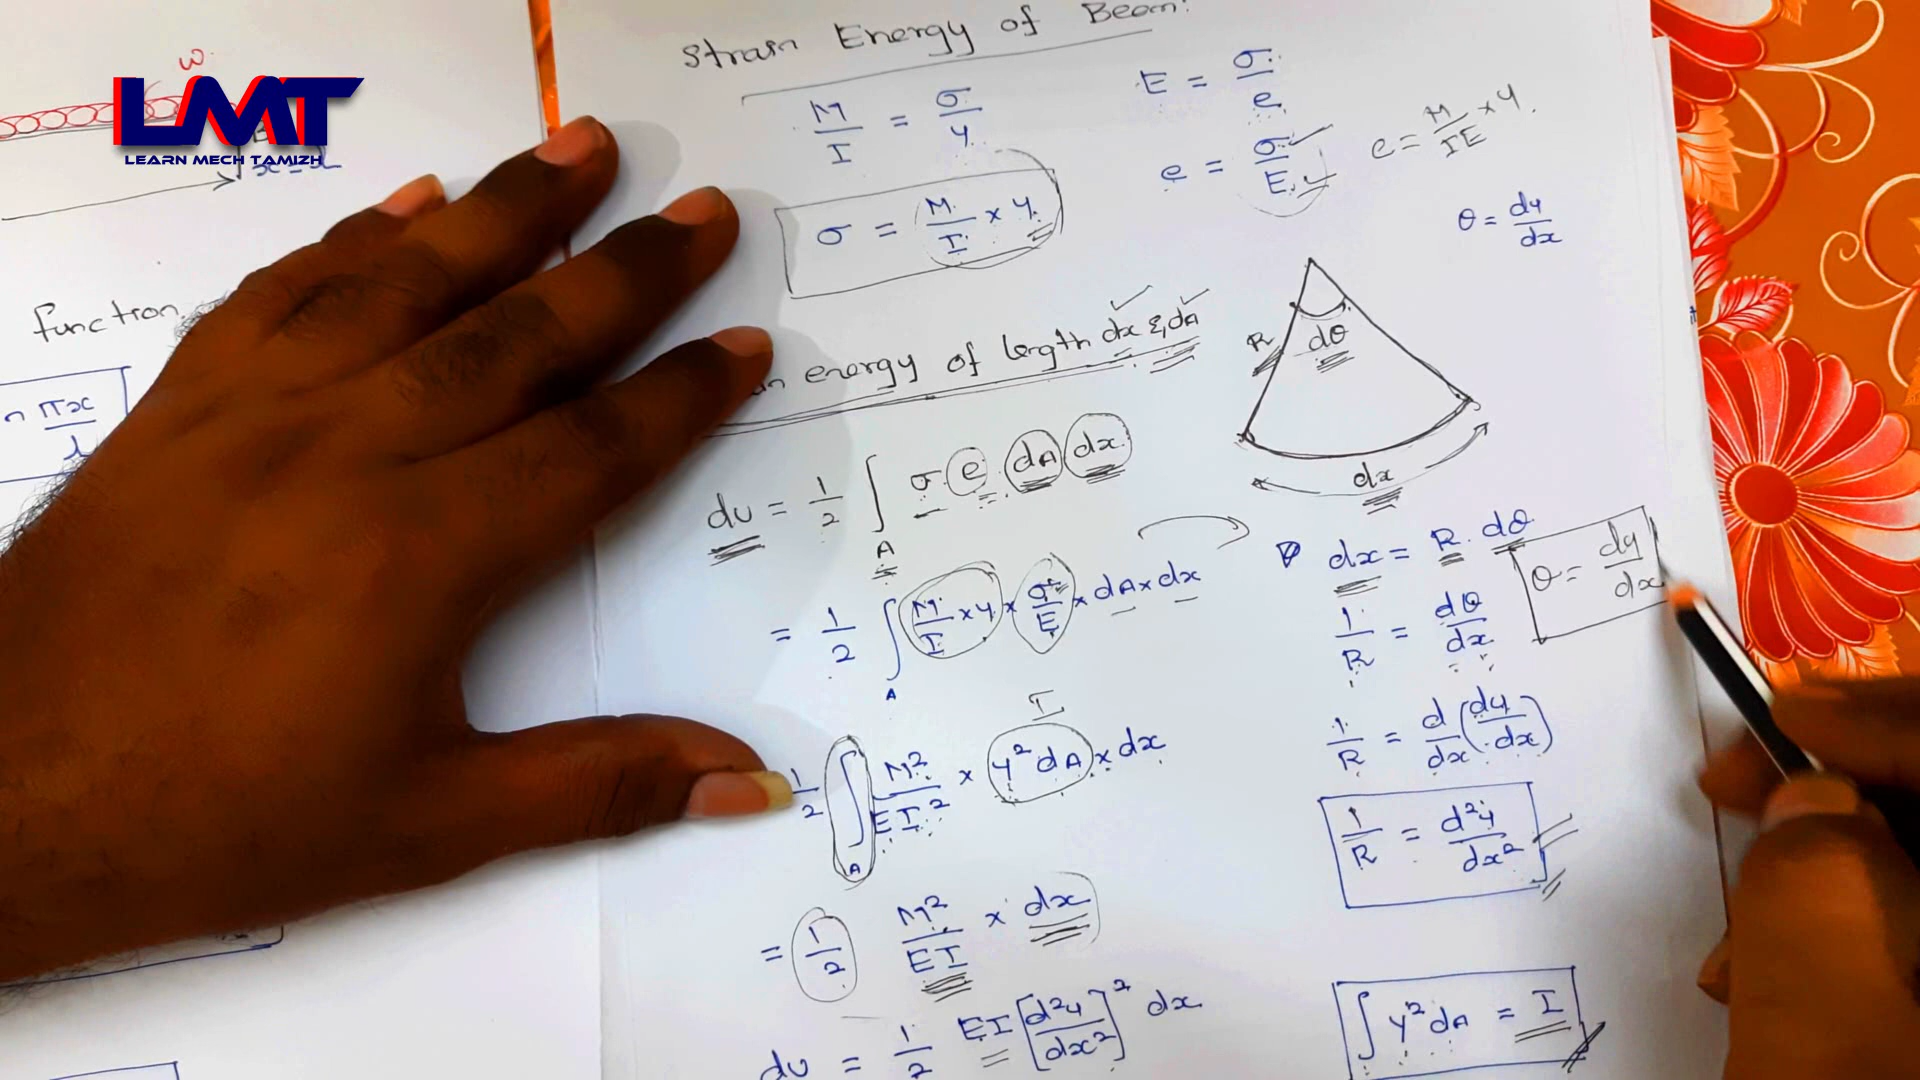 w
LMT
LEARN MECH TAMIZH
function.
πx/l
Strain Energy of Beam:
M/I = σ/y
E = σ/e
σ = M/I × y
e = σ/E
e = M/IE × y.
θ = dy/dx
energy of length dx & dA
R
dθ
dx
du = 1/2 ∫A σ e. dA dx
= 1/2 ∫A M/I × y × σ/E × dA × dx
I
1/2 ∫A M²/EI² × y² dA × dx
= 1/2 M²/EI × dx
du = 1/2 EI [d²y/dx²]² dx
dx = R. dθ
θ = dy/dx
1/R = dθ/dx
1/R = d/dx (dy/dx)
1/R = d²y/dx²
∫ y² dA = I